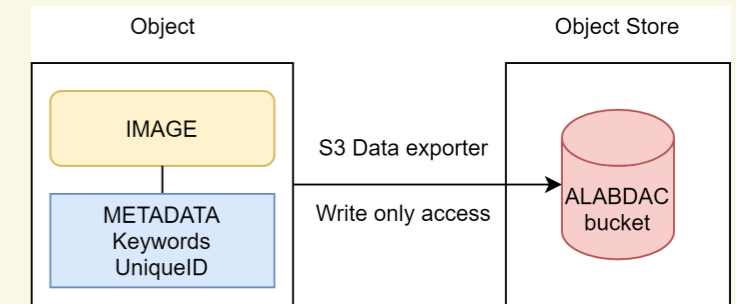 Object
Object Store
IMAGE
S3 Data exporter
METADATA
Keywords
UniqueID
Write only access
ALABDAC
bucket